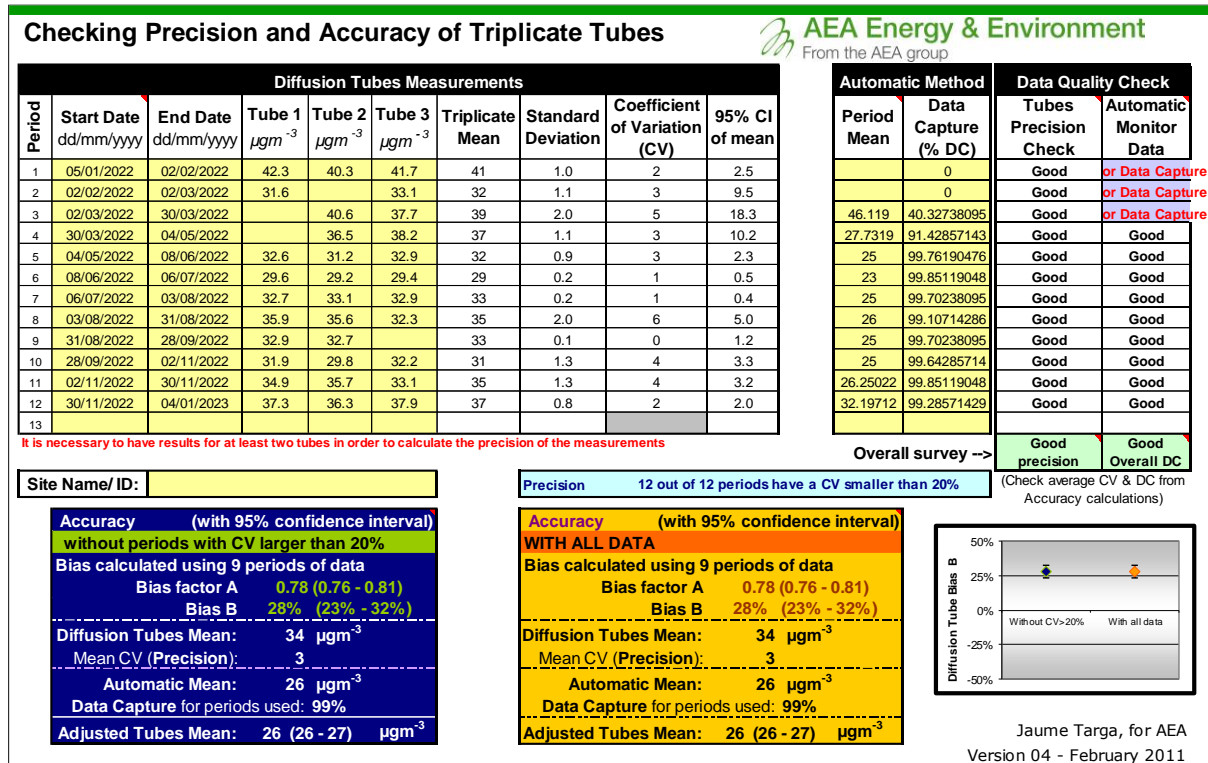 Checking Precision and Accuracy of Triplicate Tubes
AEA Energy & Environment
From the AEA group
Diffusion Tubes Measurements Automatic Method Data Quality Check
Period Start Date dd/mm/yyyy End Date dd/mm/yyyy Tube 1 µgm-3 Tube 2 µgm-3 Tube 3 µgm-3 Triplicate Mean Standard Deviation Coefficient of Variation (CV) 95% CI of mean Period Mean Data Capture (% DC) Tubes Precision Check Automatic Monitor Data
1 05/01/2022 02/02/2022 42.3 40.3 41.7 41 1.0 2 2.5 0 Good or Data Capture
2 02/02/2022 02/03/2022 31.6 33.1 32 1.1 3 9.5 0 Good or Data Capture
3 02/03/2022 30/03/2022 40.6 37.7 39 2.0 5 18.3 46.119 40.32738095 Good or Data Capture
4 30/03/2022 04/05/2022 36.5 38.2 37 1.1 3 10.2 27.7319 91.42857143 Good Good
5 04/05/2022 08/06/2022 32.6 31.2 32.9 32 0.9 3 2.3 25 99.76190476 Good Good
6 08/06/2022 06/07/2022 29.6 29.2 29.4 29 0.2 1 0.5 23 99.85119048 Good Good
7 06/07/2022 03/08/2022 32.7 33.1 32.9 33 0.2 1 0.4 25 99.70238095 Good Good
8 03/08/2022 31/08/2022 35.9 35.6 32.3 35 2.0 6 5.0 26 99.10714286 Good Good
9 31/08/2022 28/09/2022 32.9 32.7 33 0.1 0 1.2 25 99.70238095 Good Good
10 28/09/2022 02/11/2022 31.9 29.8 32.2 31 1.3 4 3.3 25 99.64285714 Good Good
11 02/11/2022 30/11/2022 34.9 35.7 33.1 35 1.3 4 3.2 26.25022 99.85119048 Good Good
12 30/11/2022 04/01/2023 37.3 36.3 37.9 37 0.8 2 2.0 32.19712 99.28571429 Good Good
13
It is necessary to have results for at least two tubes in order to calculate the precision of the measurements
Overall survey --> Good precision Good Overall DC
Site Name/ ID:
Precision 12 out of 12 periods have a CV smaller than 20%
(Check average CV & DC from
Accuracy calculations)
Accuracy (with 95% confidence interval)
without periods with CV larger than 20%
Bias calculated using 9 periods of data
Bias factor A 0.78 (0.76 - 0.81)
Bias B 28% (23% - 32%)
Diffusion Tubes Mean: 34 µgm-3
Mean CV (Precision): 3
Automatic Mean: 26 µgm-3
Data Capture for periods used: 99%
Adjusted Tubes Mean: 26 (26 - 27) µgm-3
Accuracy (with 95% confidence interval)
WITH ALL DATA
Bias calculated using 9 periods of data
Bias factor A 0.78 (0.76 - 0.81)
Bias B 28% (23% - 32%)
Diffusion Tubes Mean: 34 µgm-3
Mean CV (Precision): 3
Automatic Mean: 26 µgm-3
Data Capture for periods used: 99%
Adjusted Tubes Mean: 26 (26 - 27) µgm-3
Diffusion Tube Bias B
50%
25%
0%
-25%
-50%
Without CV>20% With all data
Jaume Targa, for AEA
Version 04 - February 2011